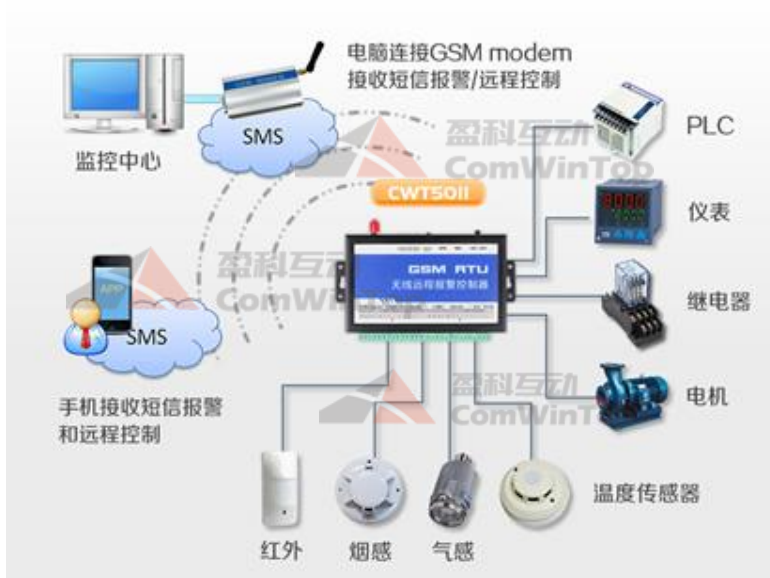 电脑连接GSM modem
接收短信报警/远程控制
SMS
监控中心
盈科互动
ComWinTop
PLC
CWT5011
8000
仪表
GSM RTU
无线远程报警控制器
盈科互
ComWin
APP
SMS
继电器
手机接收短信报警
和远程控制
盈科互动
ComWinT
电机
温度传感器
红外
烟感
气感